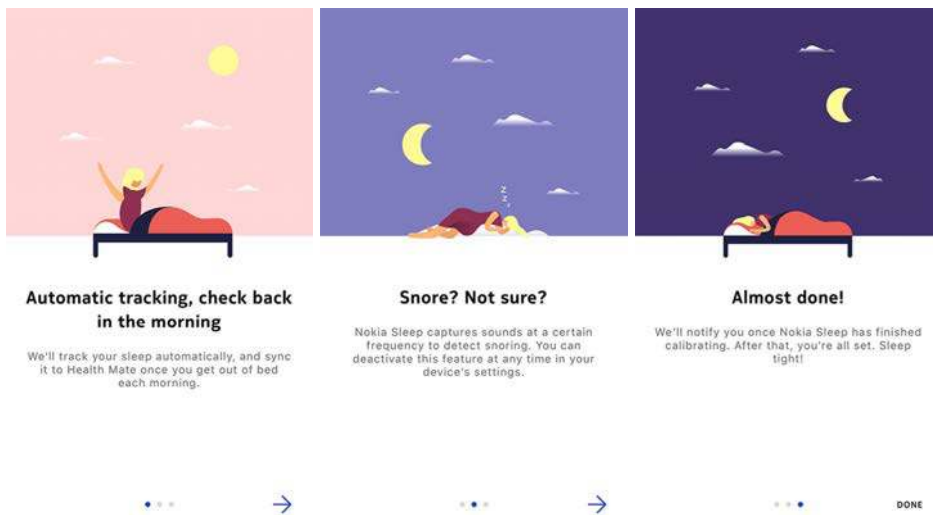 Automatic tracking, check back
in the morning
We'll track your sleep automatically, and sync
it to Health Mate once you get out of bed
each morning.
z
z
z
Snore? Not sure?
Nokia Sleep captures sounds at a certain
frequency to detect snoring. You can
deactivate this feature at any time in your
device's settings.
Almost done!
We'll notify you once Nokia Sleep has finished
calibrating. After that, you're all set. Sleep
tight!
DONE